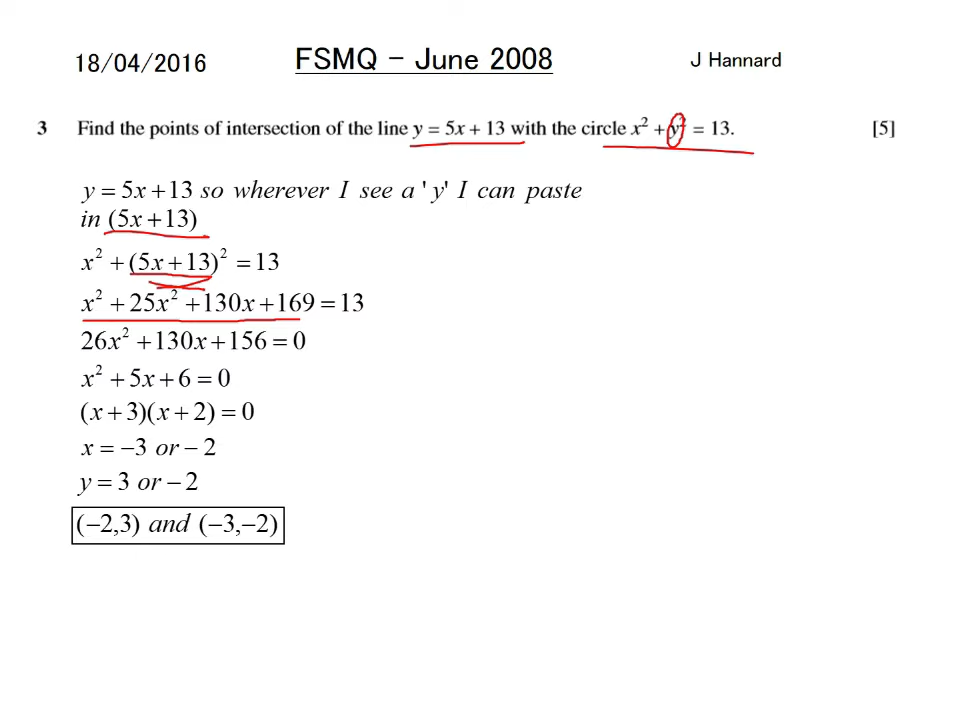 18/04/2016 FSMQ – June 2008 J Hannard
3 Find the points of intersection of the line y = 5x + 13 with the circle x² + y² = 13. [5]
y = 5x + 13 so wherever I see a ' y' I can paste
in (5x + 13)
x² + (5x + 13)² = 13
x² + 25x² + 130x + 169 = 13
26x² + 130x + 156 = 0
x² + 5x + 6 = 0
(x + 3)(x + 2) = 0
x = −3 or − 2
y = 3 or − 2
(−2,3) and (−3,−2)